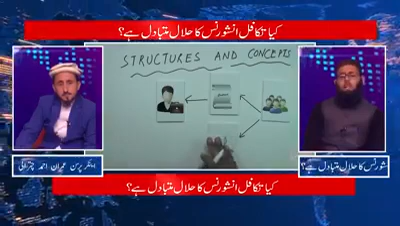 کیا تکافل انشورنس کا حلال متبادل ہے؟
STRUCTURES AND CONCEPTS
اینکر پرسن عمران احمد چترالی
شورنس کا حلال متبادل ہے؟
کیا تکافل انشورنس کا حلال متبادل ہے؟